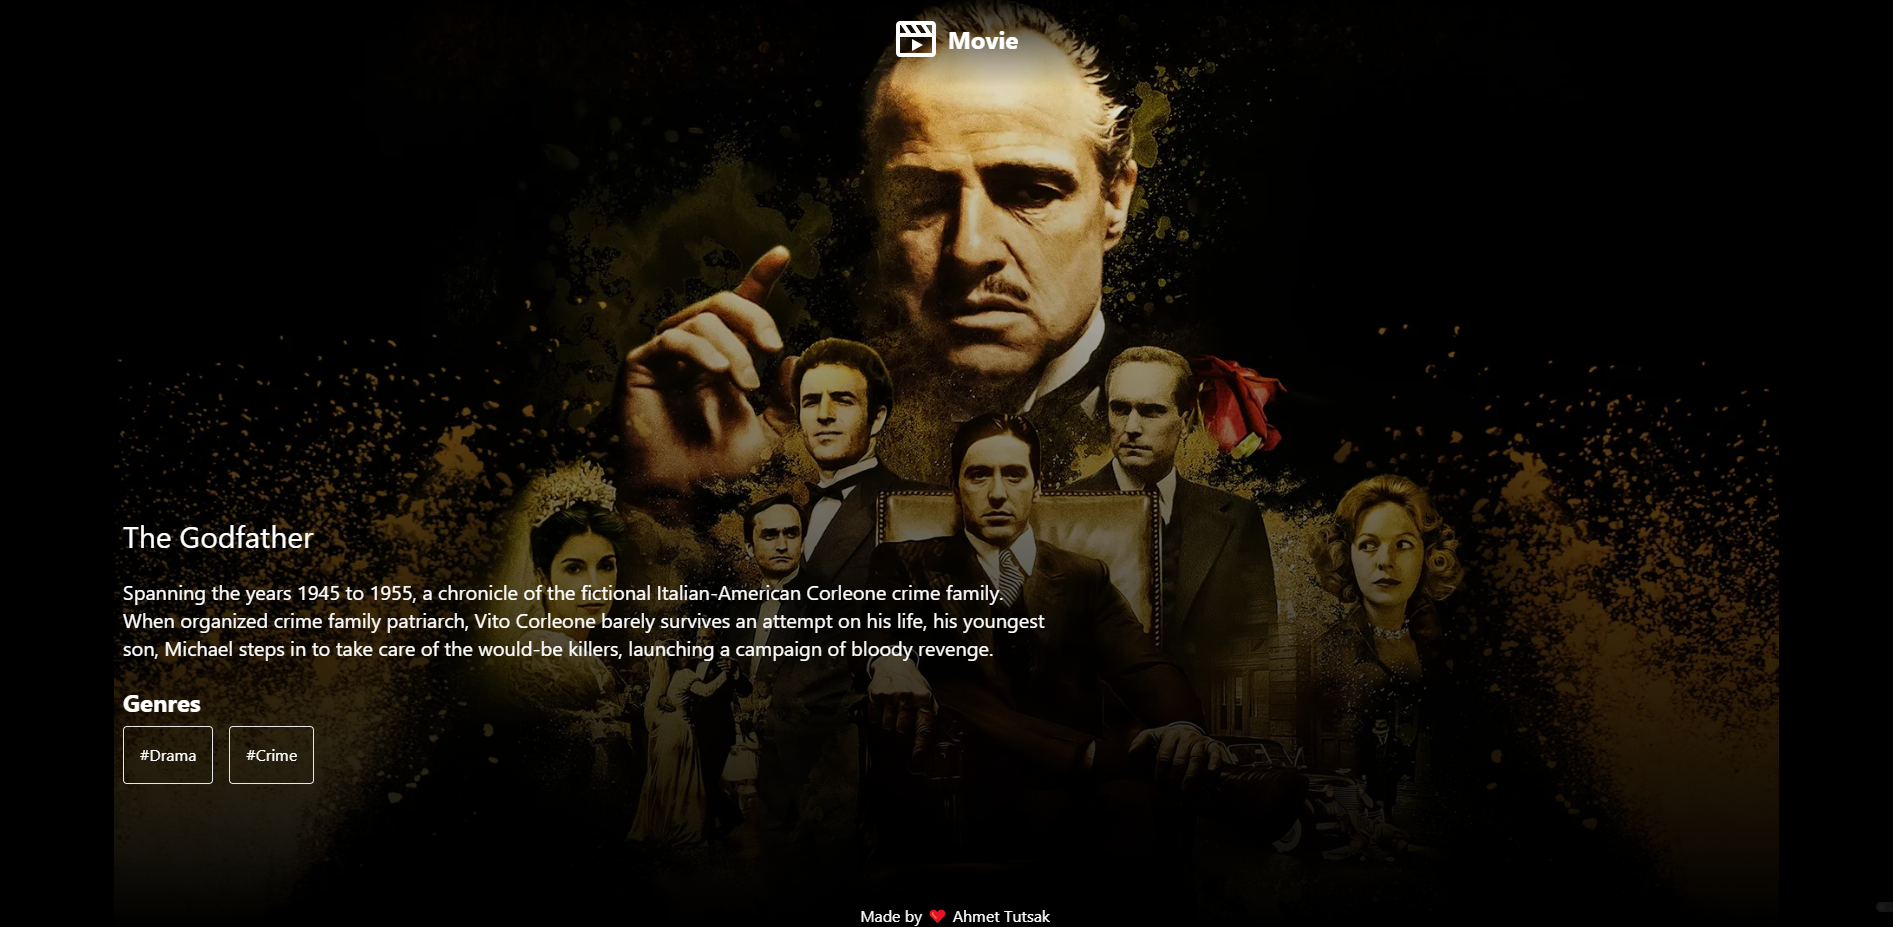 Movie
The Godfather
Spanning the years 1945 to 1955, a chronicle of the fictional Italian-American Corleone crime family.
When organized crime family patriarch, Vito Corleone barely survives an attempt on his life, his youngest
son, Michael steps in to take care of the would-be killers, launching a campaign of bloody revenge.
Genres
#Drama #Crime
Made by ❤ Ahmet Tutsak